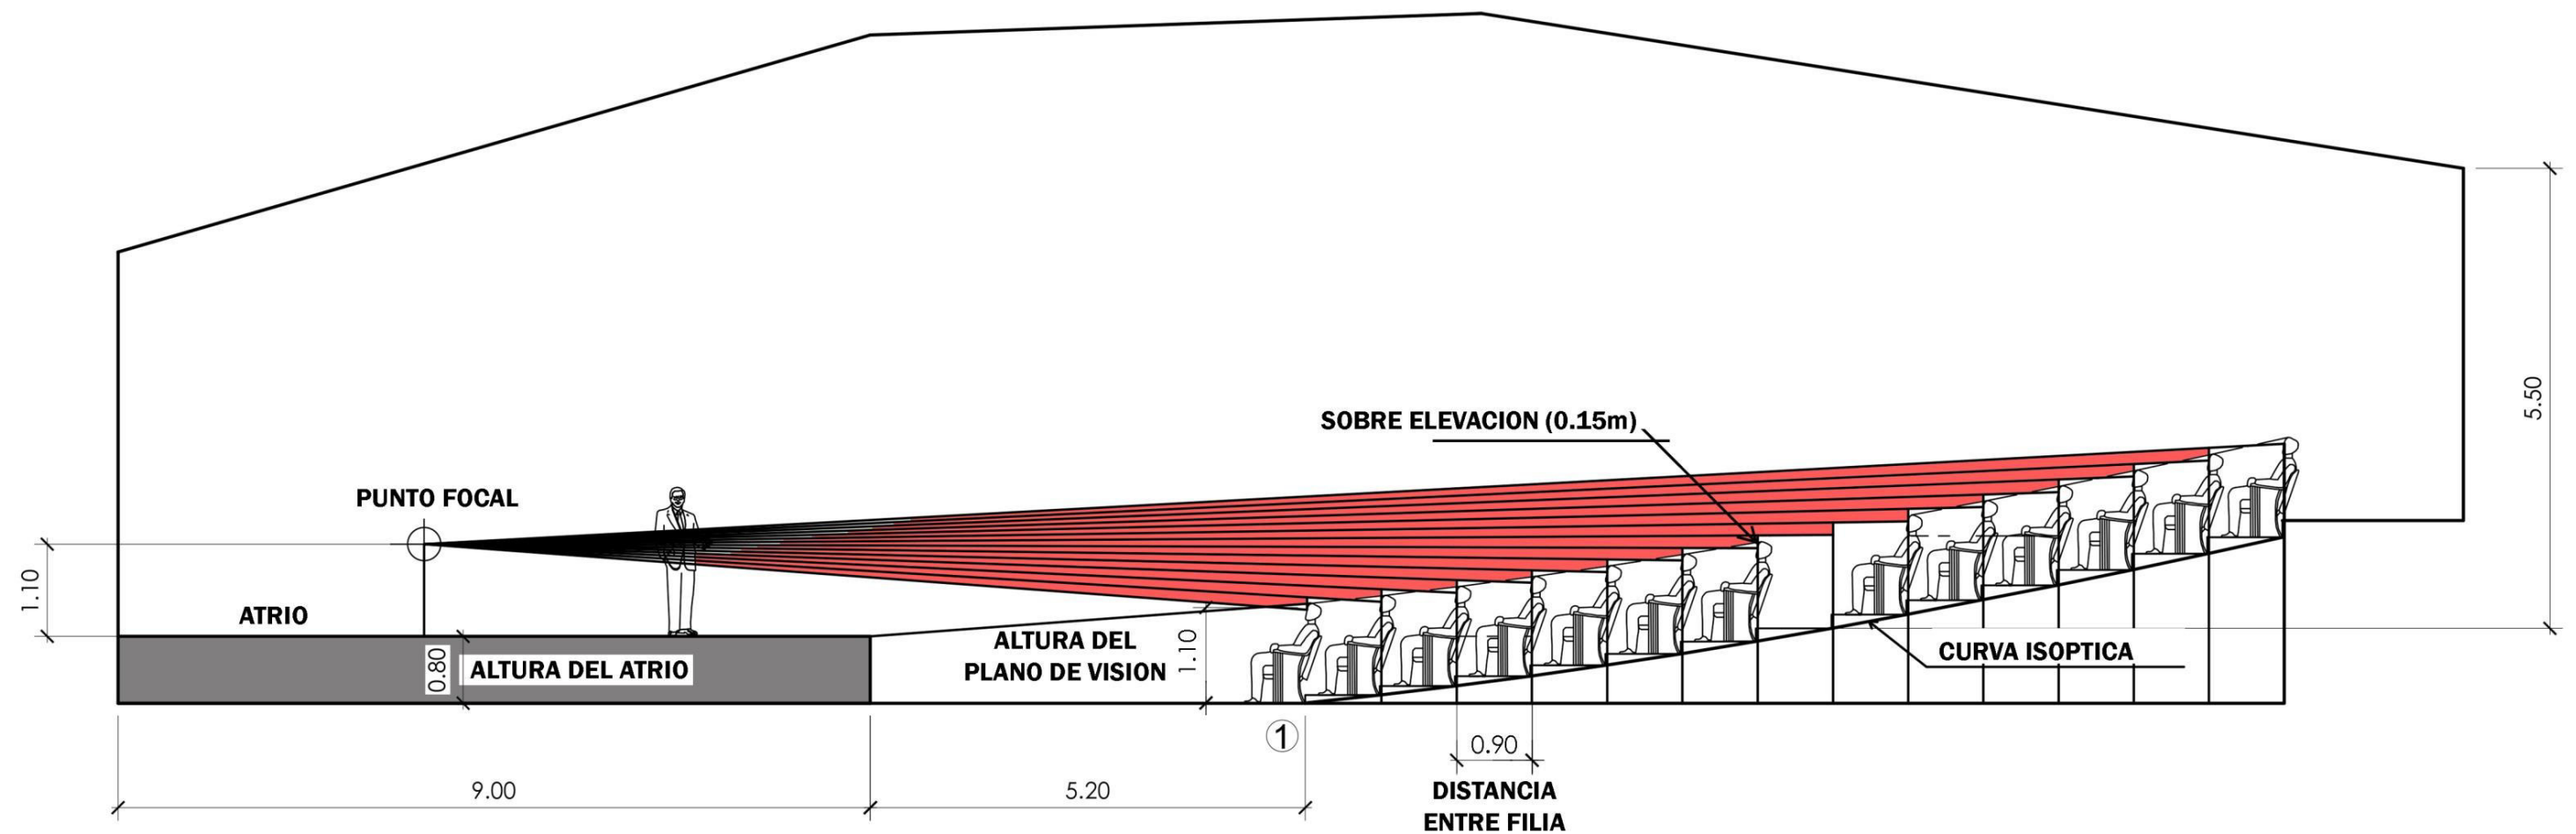 SOBRE ELEVACION (0.15m)
5.50
PUNTO FOCAL
1.10
ATRIO
0.80
ALTURA DEL ATRIO
ALTURA DEL
PLANO DE VISION
1.10
CURVA ISOPTICA
1
0.90
9.00
5.20
DISTANCIA
ENTRE FILIA